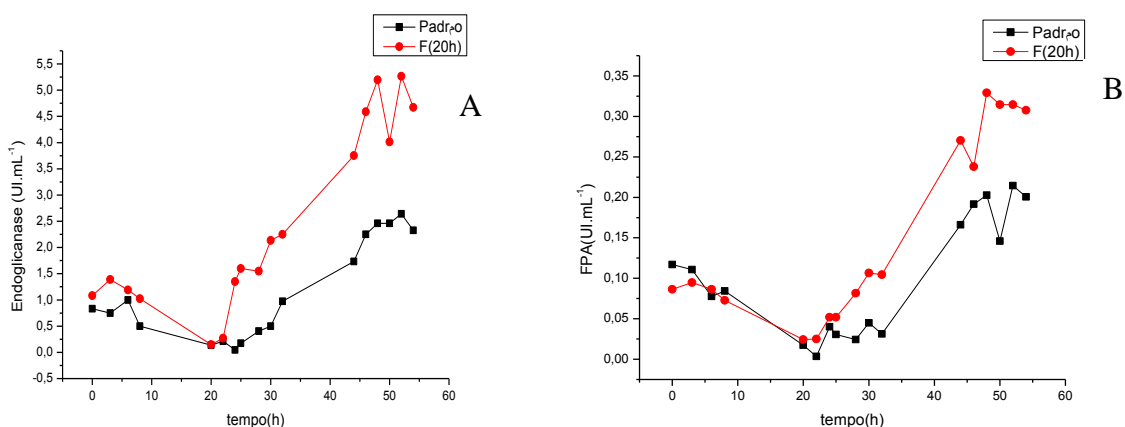 Padrمo
F(20h)
A
Endoglicanase (UI.mL⁻¹)
5,5
5,0
4,5
4,0
3,5
3,0
2,5
2,0
1,5
1,0
0,5
0,0
-0,5
0 10 20 30 40 50 60
tempo(h)
Padrمo
F(20h)
B
FPA(UI.mL⁻¹)
0,35
0,30
0,25
0,20
0,15
0,10
0,05
0,00
0 10 20 30 40 50 60
tempo(h)